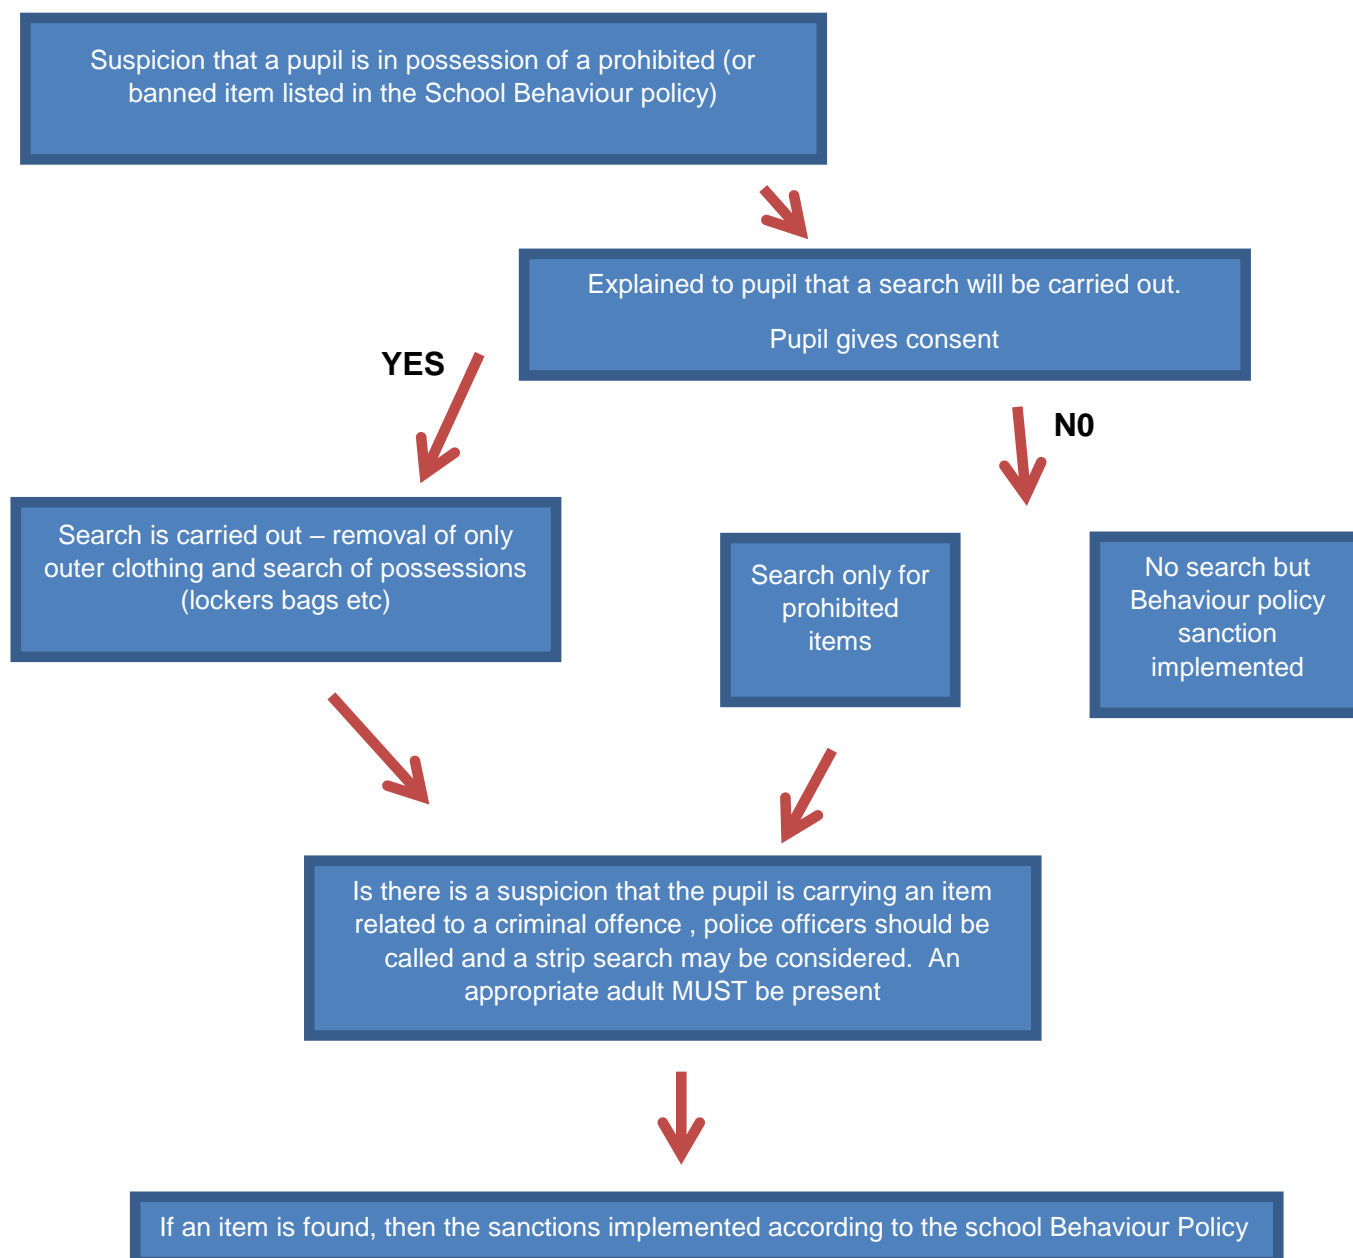 Suspicion that a pupil is in possession of a prohibited (or
banned item listed in the School Behaviour policy)
Explained to pupil that a search will be carried out.
Pupil gives consent
YES
N0
Search is carried out – removal of only
outer clothing and search of possessions
(lockers bags etc)
Search only for
prohibited
items
No search but
Behaviour policy
sanction
implemented
Is there is a suspicion that the pupil is carrying an item
related to a criminal offence , police officers should be
called and a strip search may be considered.  An
appropriate adult MUST be present
If an item is found, then the sanctions implemented according to the school Behaviour Policy